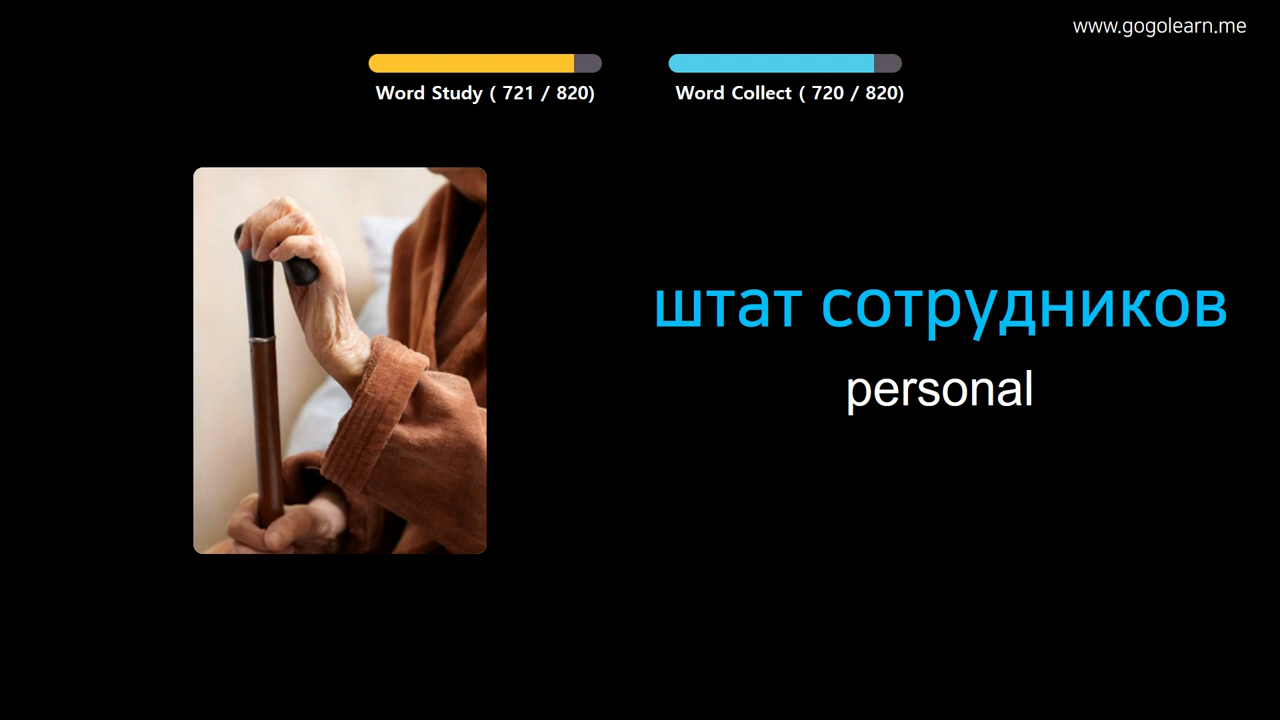 www.gogolearn.me
Word Study ( 721 / 820)
Word Collect ( 720 / 820)
штат сотрудников
personal